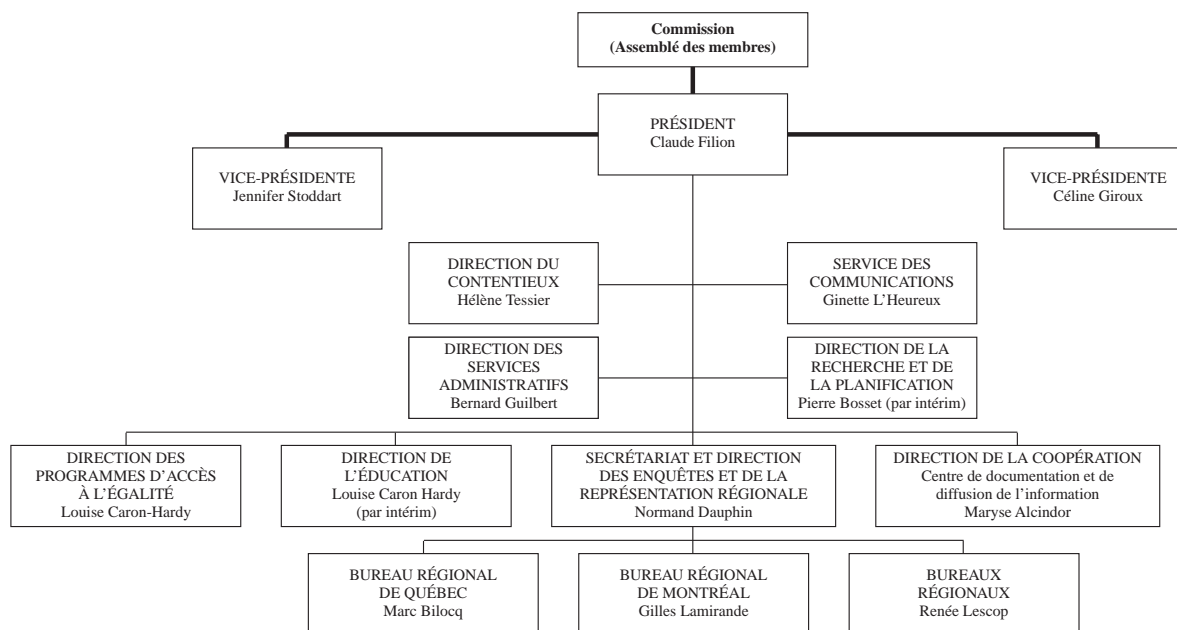 Commission
(Assemblé des membres)
PRÉSIDENT
Claude Filion
VICE-PRÉSIDENTE
Jennifer Stoddart
VICE-PRÉSIDENTE
Céline Giroux
DIRECTION DU
CONTENTIEUX
Hélène Tessier
SERVICE DES
COMMUNICATIONS
Ginette L’Heureux
DIRECTION DES
SERVICES
ADMINISTRATIFS
Bernard Guilbert
DIRECTION DE LA
RECHERCHE ET DE
LA PLANIFICATION
Pierre Bosset (par intérim)
DIRECTION DES
PROGRAMMES D’ACCÈS
À L’ÉGALITÉ
Louise Caron-Hardy
DIRECTION DE
L’ÉDUCATION
Louise Caron Hardy
(par intérim)
SECRÉTARIAT ET DIRECTION
DES ENQUÊTES ET DE LA
REPRÉSENTATION RÉGIONALE
Normand Dauphin
DIRECTION DE LA COOPÉRATION
Centre de documentation et de
diffusion de l’information
Maryse Alcindor
BUREAU RÉGIONAL
DE QUÉBEC
Marc Bilocq
BUREAU RÉGIONAL
DE MONTRÉAL
Gilles Lamirande
BUREAUX
RÉGIONAUX
Renée Lescop